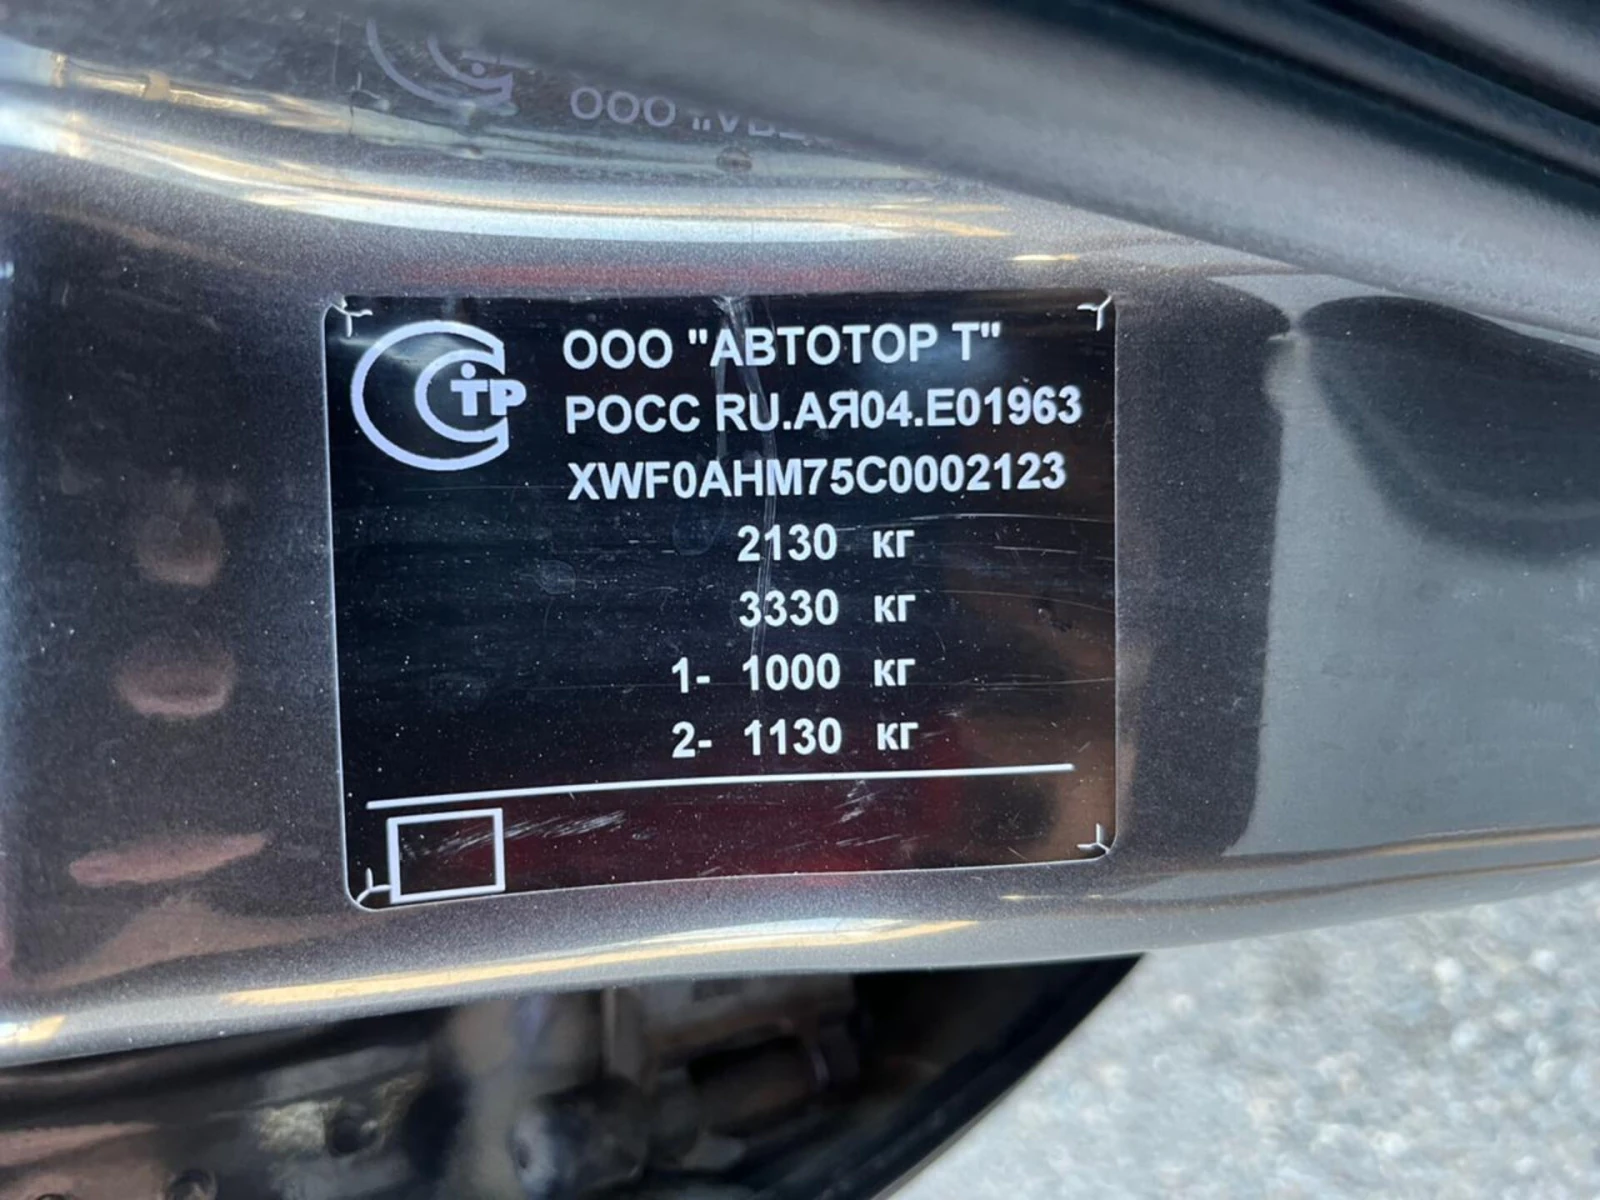 ООО "АВТОТОР Т"
РОСС RU.АЯ04.Е01963
XWF0AHM75C0002123
2130 кг
3330 кг
1- 1000 кг
2- 1130 кг